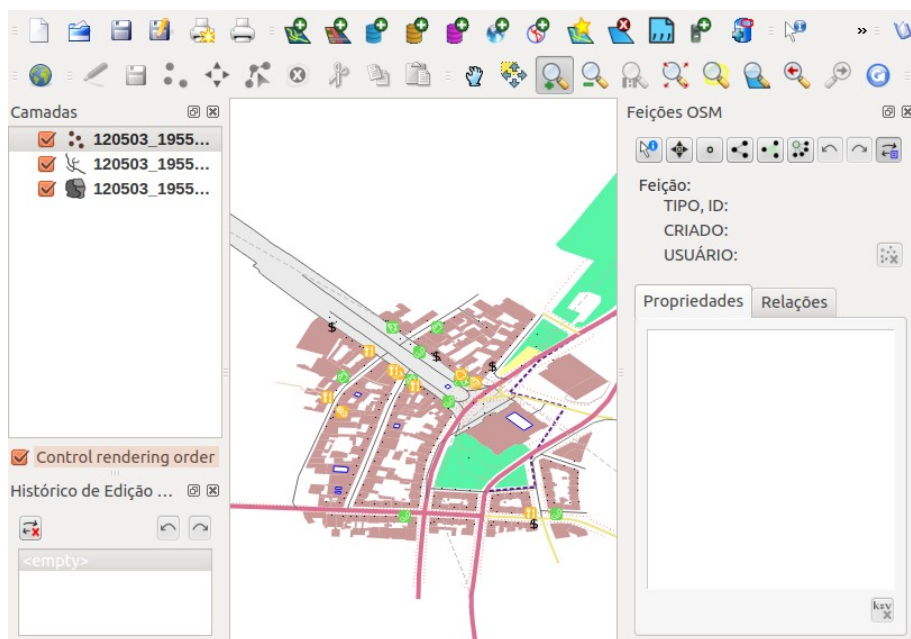 »
Camadas
120503_1955...
120503_1955...
120503_1955...
Control rendering order
Histórico de Edição ...
<empty>
$
$
$
$
Feições OSM
Feição:
TIPO, ID:
CRIADO:
USUÁRIO:
Propriedades
Relações